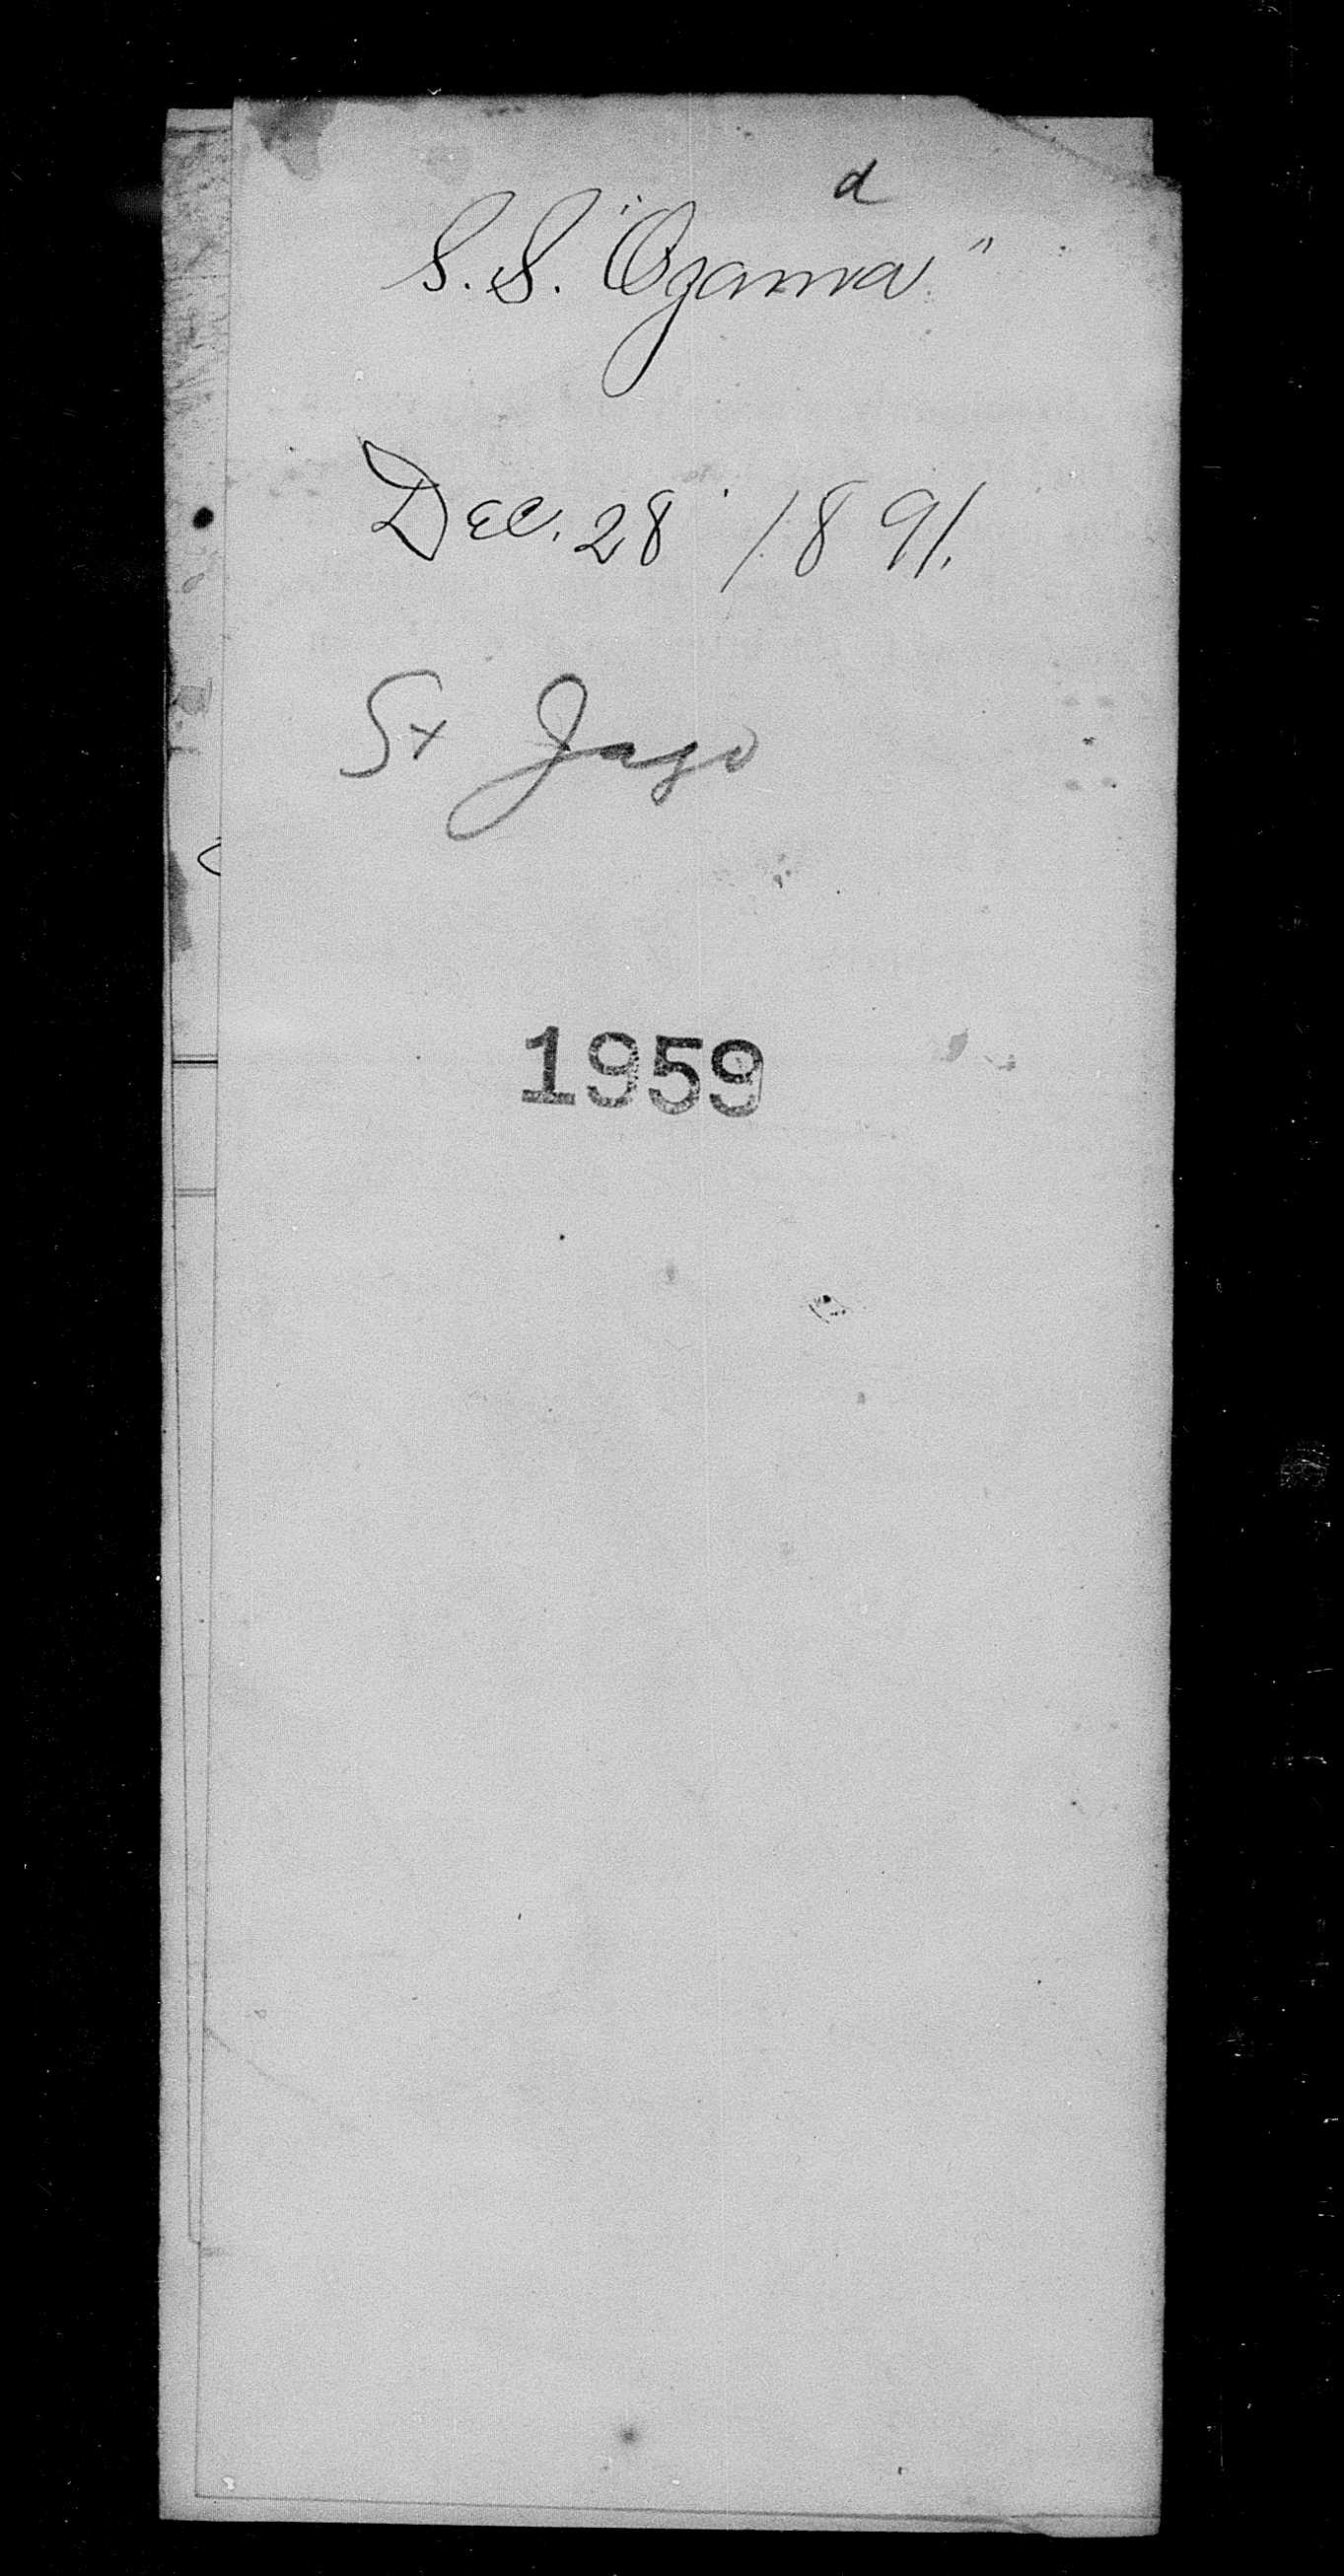 d
S.S. "Ozama"
Dec. 28 1891.
St Jago
1959